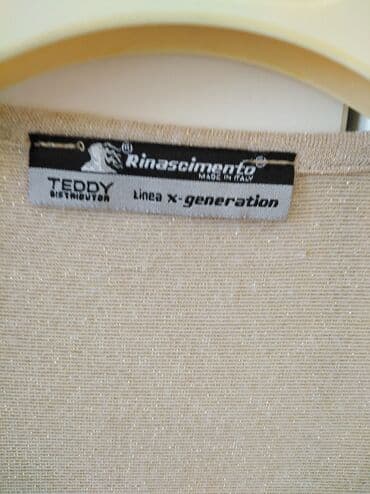 ® Rinascimento ®
MADE IN ITALY
TEDDY
DISTRIBUTOR
Linea x-generation